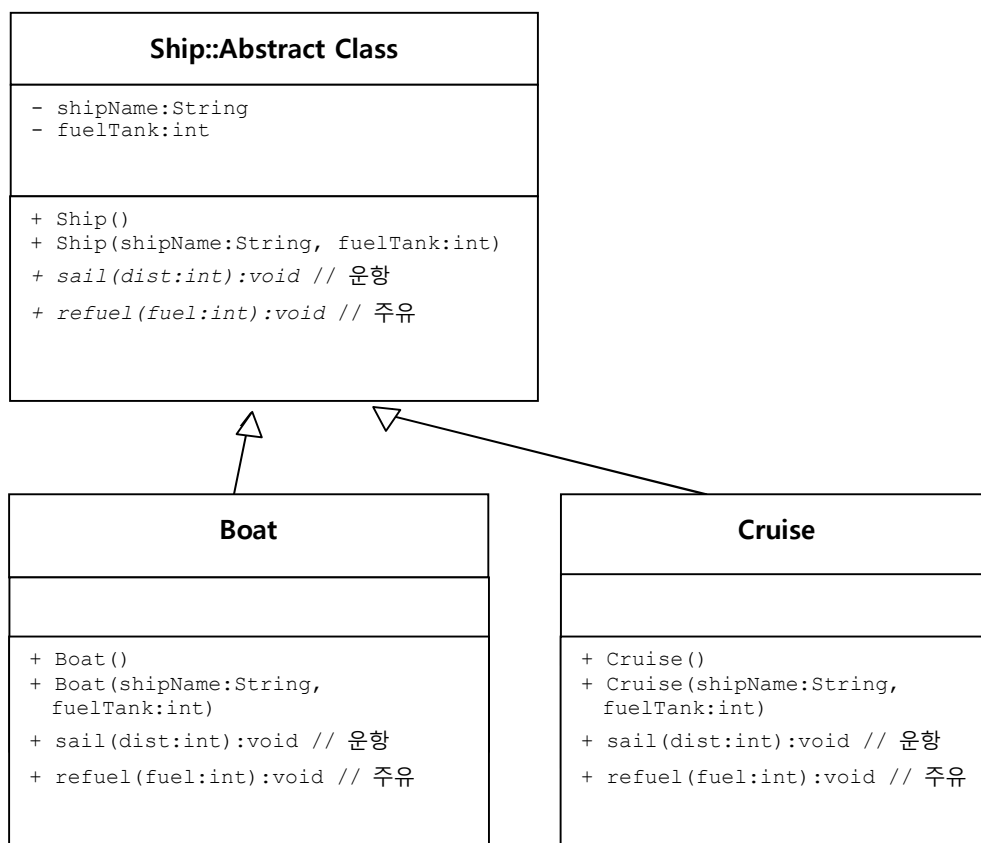 Ship::Abstract Class
- shipName:String
- fuelTank:int
+ Ship()
+ Ship(shipName:String, fuelTank:int)
+ sail(dist:int):void // 운항
+ refuel(fuel:int):void // 주유
Boat
+ Boat()
+ Boat(shipName:String,
fuelTank:int)
+ sail(dist:int):void // 운항
+ refuel(fuel:int):void // 주유
Cruise
+ Cruise()
+ Cruise(shipName:String,
fuelTank:int)
+ sail(dist:int):void // 운항
+ refuel(fuel:int):void // 주유